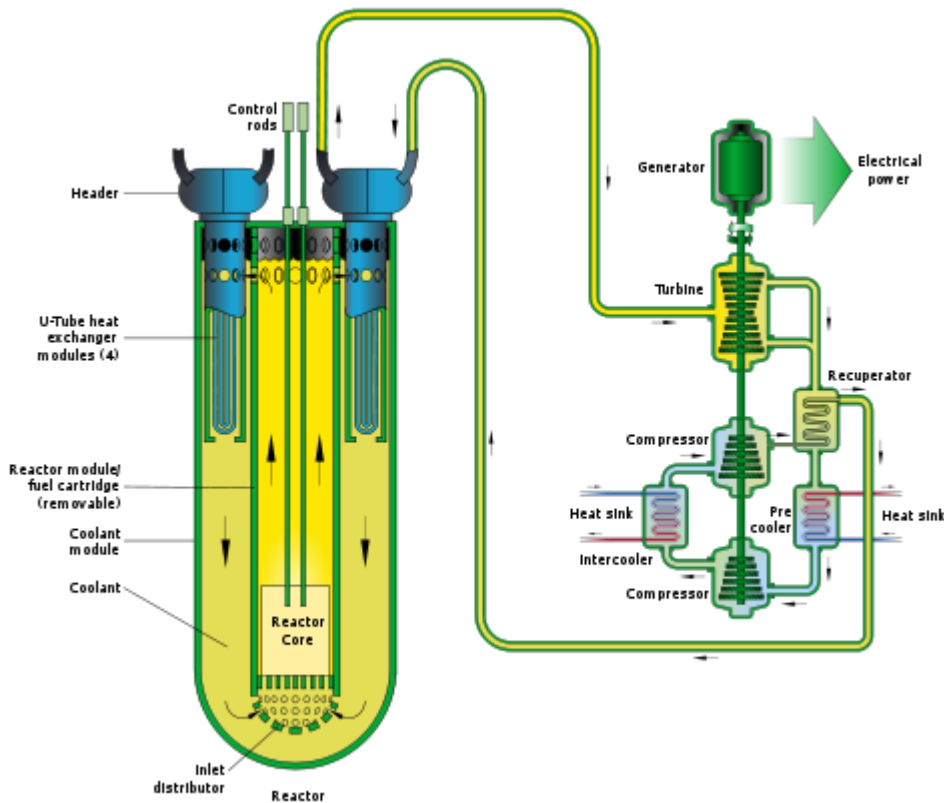 Control
rods
Header
U-Tube heat
exchanger
modules (4)
Reactor module/
fuel cartridge
(removable)
Coolant
module
Coolant
Reactor
Core
Inlet
distributor
Reactor
Generator
Electrical
power
Turbine
Recuperator
Compressor
Heat sink
Pre
cooler
Heat sink
Intercooler
Compressor